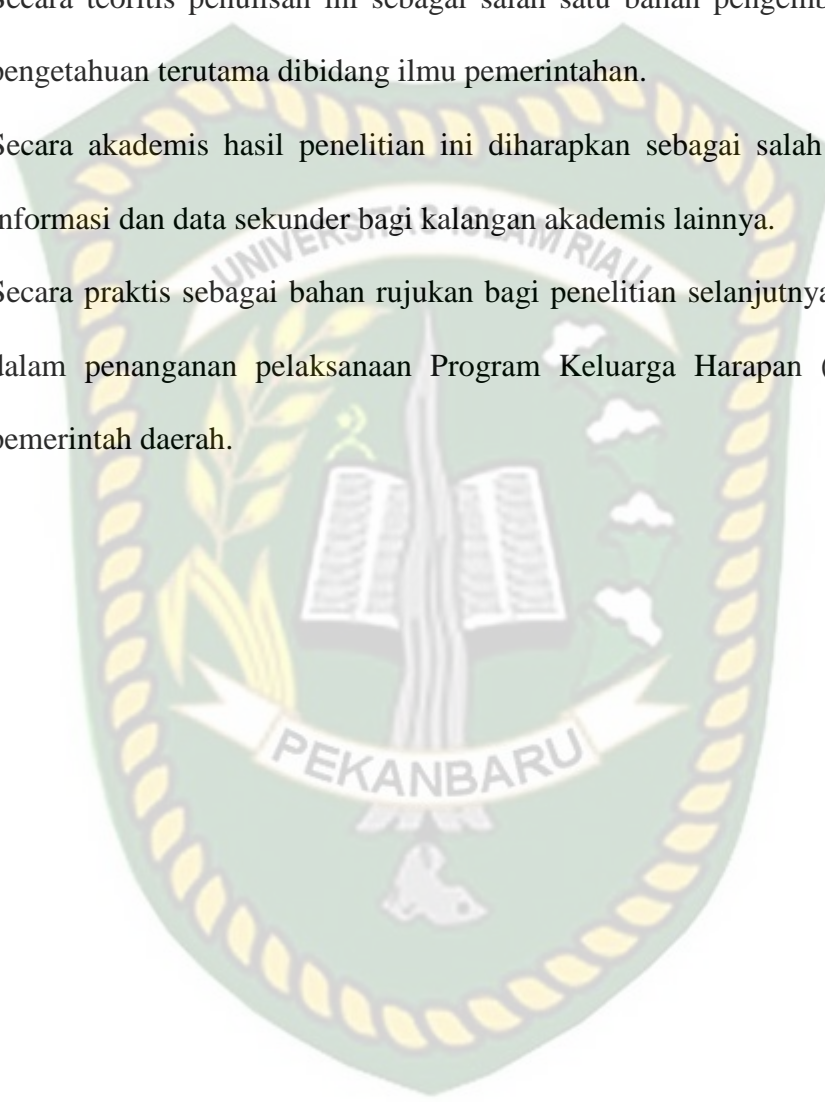 Secara teoritis penulisan ini sebagai salah satu bahan
pengetahuan terutama dibidang ilmu pemerintahan.
Secara akademis hasil penelitian ini diharapkan sebagai salah
informasi dan data sekunder bagi kalangan akademis lainnya.
UNIVERSITAS ISLAM RIAU
Secara praktis sebagai bahan rujukan bagi penelitian selanjutnya
dalam penanganan pelaksanaan Program Keluarga Harapan (
pemerintah daerah.
PEKANBARU